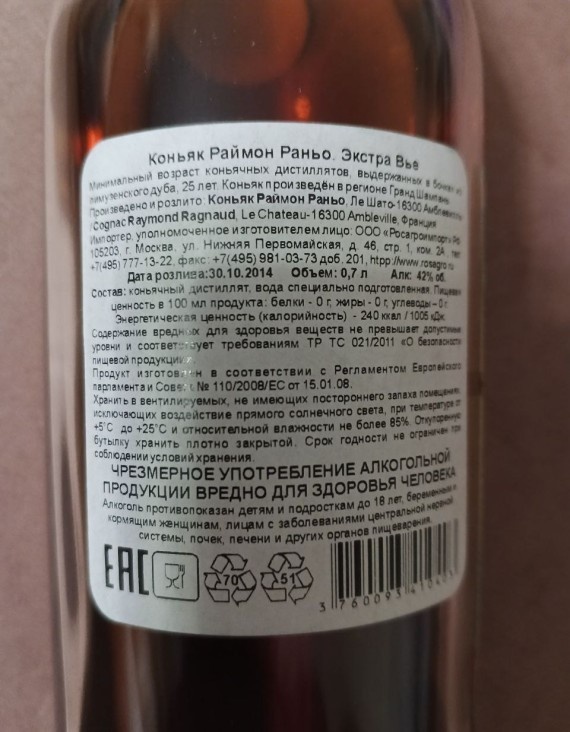 Коньяк Раймон Раньо. Экстра Вье
Минимальный возраст коньячных дистиллятов, выдержанных в бочках из
лимузенского дуба, 25 лет. Коньяк произведён в регионе Гранд Шампань.
Произведено и розлито: Коньяк Раймон Раньо, Ле Шато-16300 Амблевилль
/Cognac Raymond Ragnaud, Le Chateau-16300 Ambleville, Франция
Импортер, уполномоченное изготовителем лицо: ООО «Росагроимпорт» РФ,
105203, г. Москва, ул. Нижняя Первомайская, д. 46, стр. 1, ком. 2А, тел.
+7(495) 777-13-22, факс: +7(495) 981-03-73 доб. 201, htpp://www.rosagro.ru
Дата розлива:30.10.2014 Объем: 0,7 л Алк: 42% об.
Состав: коньячный дистиллят, вода специально подготовленная. Пищевая
ценность в 100 мл продукта: белки - 0 г, жиры - 0 г, углеводы – 0 г.
Энергетическая ценность (калорийность) - 240 ккал / 1005 кДж.
Содержание вредных для здоровья веществ не превышает допустимые
уровни и соответствует требованиям ТР ТС 021/2011 «О безопасности
пищевой продукции».
Продукт изготовлен в соответствии с Регламентом Европейского
парламента и Совета № 110/2008/ЕС от 15.01.08.
Хранить в вентилируемых, не имеющих постороннего запаха помещениях,
исключающих воздействие прямого солнечного света, при температуре от
+5°С до +25°С и относительной влажности не более 85%. Откупоренную
бутылку хранить плотно закрытой. Срок годности не ограничен при
соблюдении условий хранения.
ЧРЕЗМЕРНОЕ УПОТРЕБЛЕНИЕ АЛКОГОЛЬНОЙ
ПРОДУКЦИИ ВРЕДНО ДЛЯ ЗДОРОВЬЯ ЧЕЛОВЕКА
Алкоголь противопоказан детям и подросткам до 18 лет, беременным и
кормящим женщинам, лицам с заболеваниями центральной нервной
системы, почек, печени и других органов пищеварения.
ЕАС 70 51
3 760093